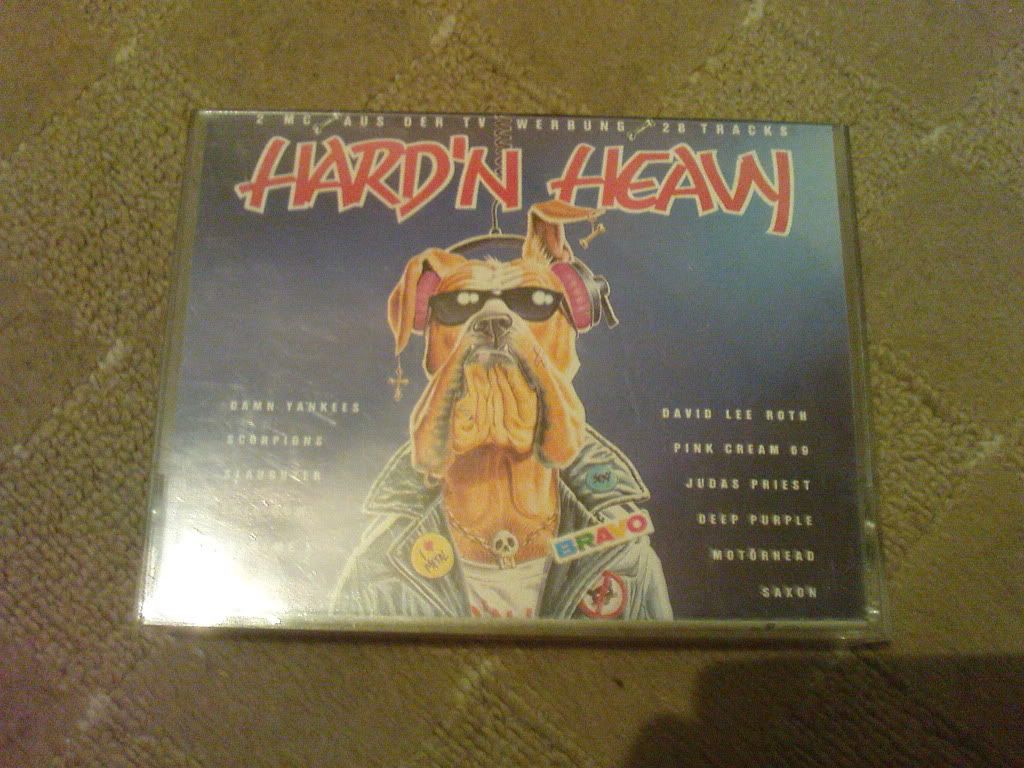 2 MC AUS DER TV WERBUNG 28 TRACKS
HARD'N HEAVY
DAMN YANKEES
SCORPIONS
SLAUGHTER
DAVID LEE ROTH
PINK CREAM 69
JUDAS PRIEST
DEEP PURPLE
MOTÖRHEAD
SAXON
BRAVO